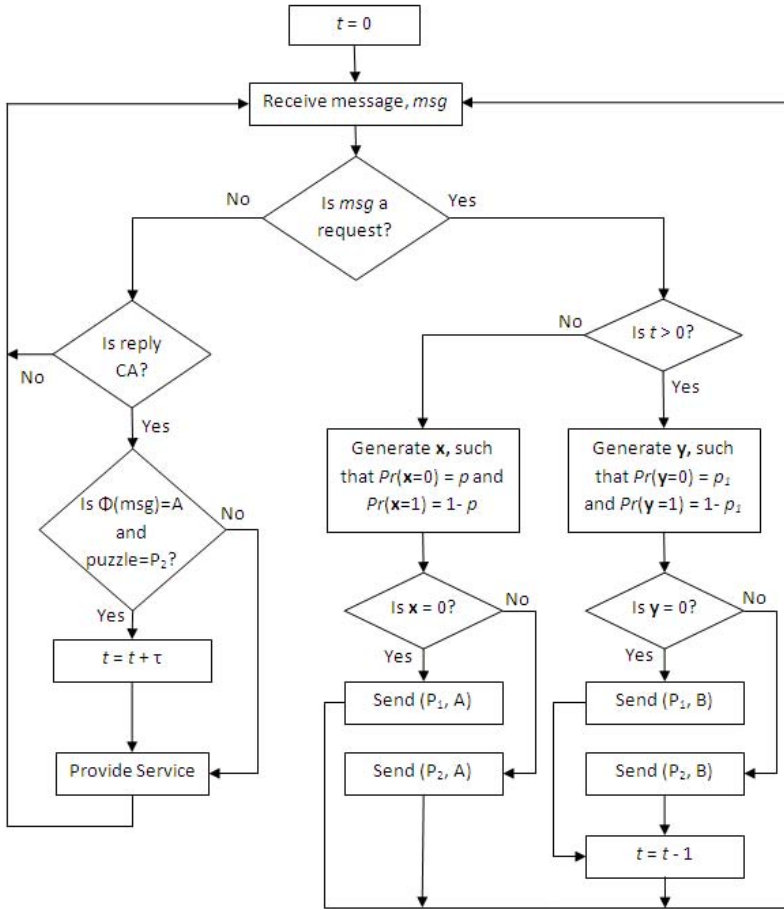 t = 0
Receive message, msg
Is msg a
request?
No
Yes
Is reply
CA?
No
Yes
Is Φ(msg)=A
and
puzzle=P₂?
No
Yes
t = t + τ
Provide Service
Is t > 0?
No
Yes
Generate x, such
that Pr(x=0) = p and
Pr(x=1) = 1- p
Is x = 0?
No
Yes
Send (P₁, A)
Send (P₂, A)
Generate y, such
that Pr(y=0) = p₁
and Pr(y =1) = 1- p₁
Is y = 0?
No
Yes
Send (P₁, B)
Send (P₂, B)
t = t - 1